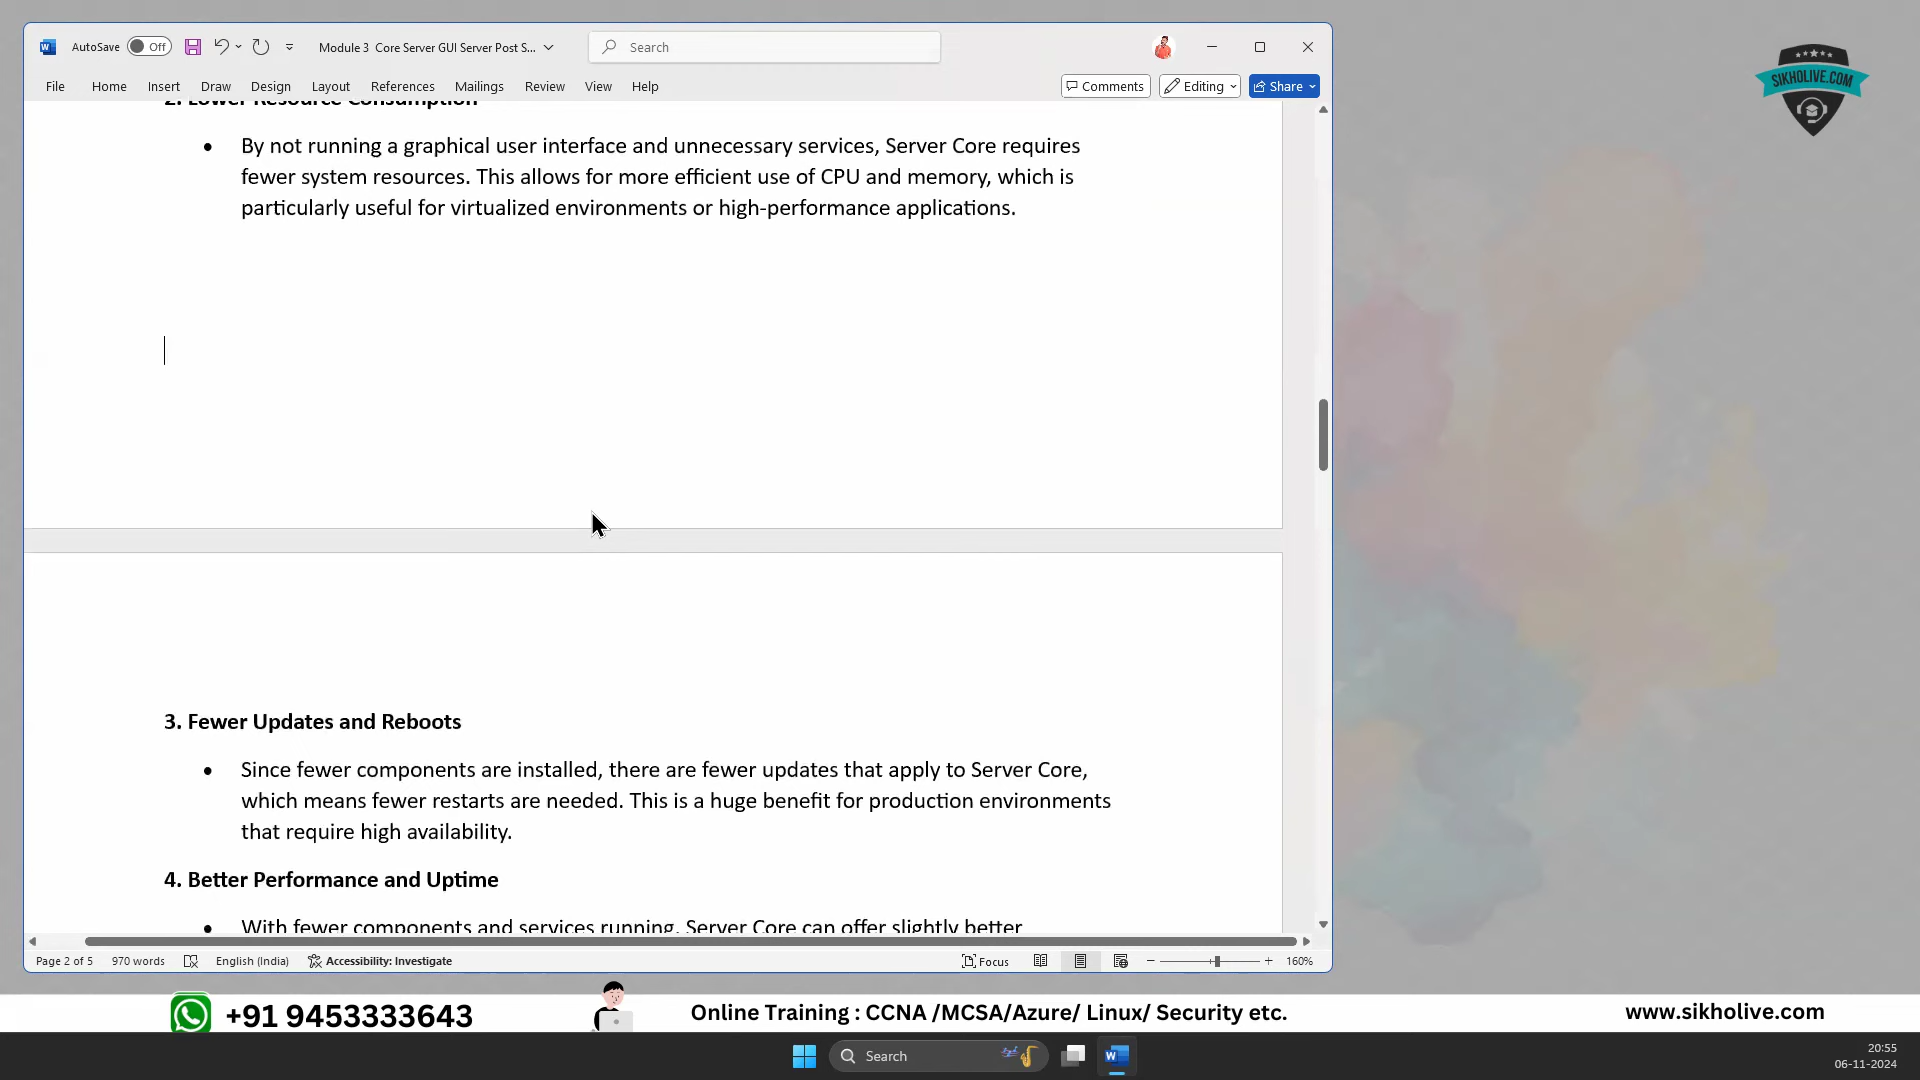 AutoSave Off Module 3 Core Server GUI Server Post S... Search
File Home Insert Draw Design Layout References Mailings Review View Help Comments Editing Share
2. Lower Resource Consumption
• By not running a graphical user interface and unnecessary services, Server Core requires
fewer system resources. This allows for more efficient use of CPU and memory, which is
particularly useful for virtualized environments or high-performance applications.
3. Fewer Updates and Reboots
• Since fewer components are installed, there are fewer updates that apply to Server Core,
which means fewer restarts are needed. This is a huge benefit for production environments
that require high availability.
4. Better Performance and Uptime
• With fewer components and services running, Server Core can offer slightly better
Page 2 of 5 970 words English (India) Accessibility: Investigate Focus 160%
SIKHOLIVE.COM
+91 9453333643 Online Training : CCNA /MCSA/Azure/ Linux/ Security etc. www.sikholive.com
Search
20:55
06-11-2024